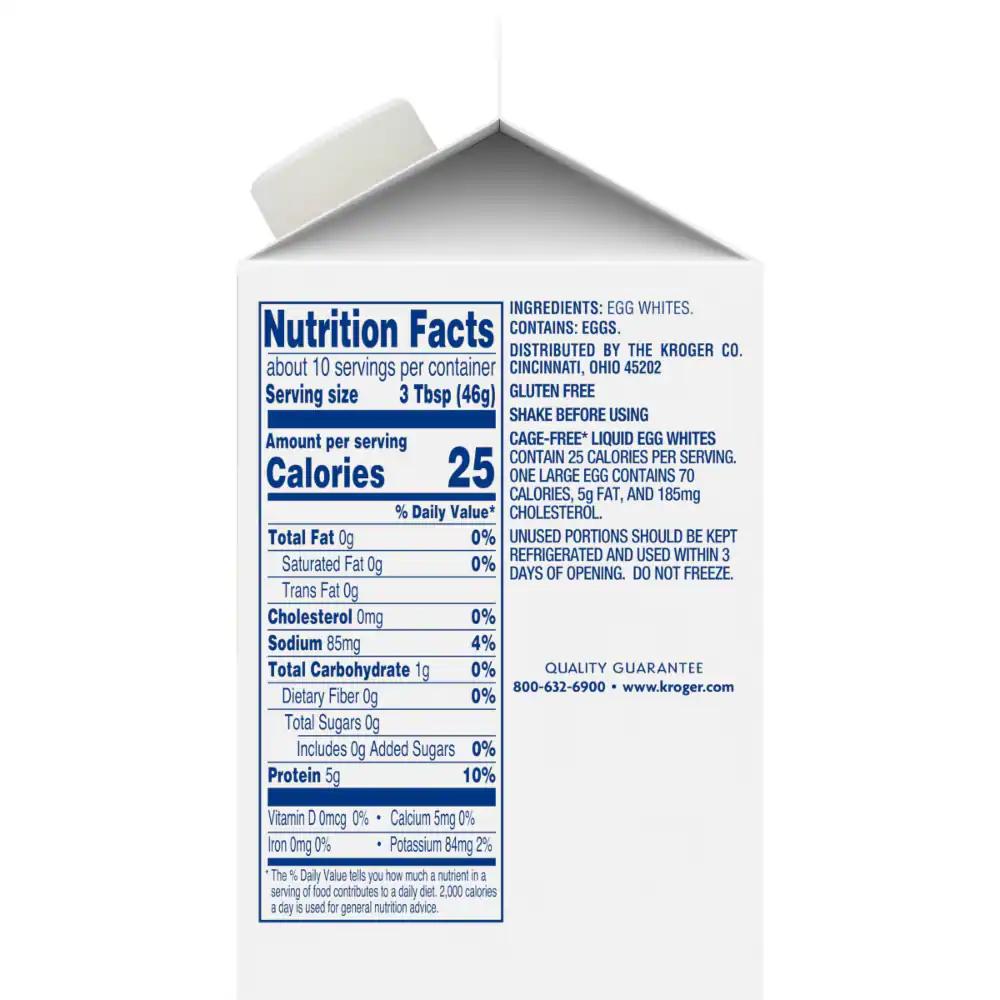 Nutrition Facts
about 10 servings per container
Serving size 3 Tbsp (46g)
Amount per serving
Calories 25
% Daily Value*
Total Fat 0g 0%
Saturated Fat 0g 0%
Trans Fat 0g
Cholesterol 0mg 0%
Sodium 85mg 4%
Total Carbohydrate 1g 0%
Dietary Fiber 0g 0%
Total Sugars 0g
Includes 0g Added Sugars 0%
Protein 5g 10%
Vitamin D 0mcg 0% • Calcium 5mg 0%
Iron 0mg 0% • Potassium 84mg 2%
* The % Daily Value tells you how much a nutrient in a
serving of food contributes to a daily diet. 2,000 calories
a day is used for general nutrition advice.
INGREDIENTS: EGG WHITES.
CONTAINS: EGGS.
DISTRIBUTED BY THE KROGER CO.
CINCINNATI, OHIO 45202
GLUTEN FREE
SHAKE BEFORE USING
CAGE-FREE* LIQUID EGG WHITES
CONTAIN 25 CALORIES PER SERVING.
ONE LARGE EGG CONTAINS 70
CALORIES, 5g FAT, AND 185mg
CHOLESTEROL.
UNUSED PORTIONS SHOULD BE KEPT
REFRIGERATED AND USED WITHIN 3
DAYS OF OPENING. DO NOT FREEZE.
QUALITY GUARANTEE
800-632-6900 • www.kroger.com